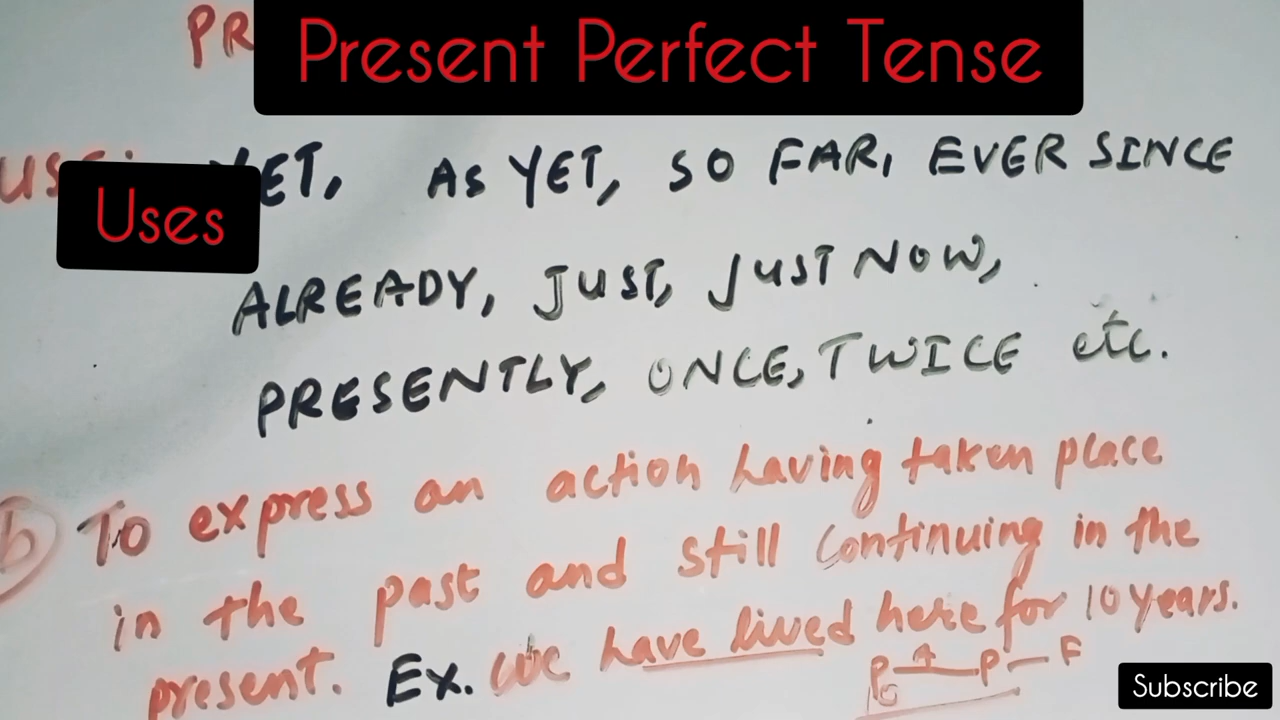 PR
Present Perfect Tense
USE: YET, AS YET, SO FAR, EVER SINCE
Uses
ALREADY, JUST, JUST NOW,
PRESENTLY, ONCE, TWICE etc.
b) To express an action having taken place
in the past and still continuing in the
present. Ex. We have lived here for 10 years.
P P F
Subscribe